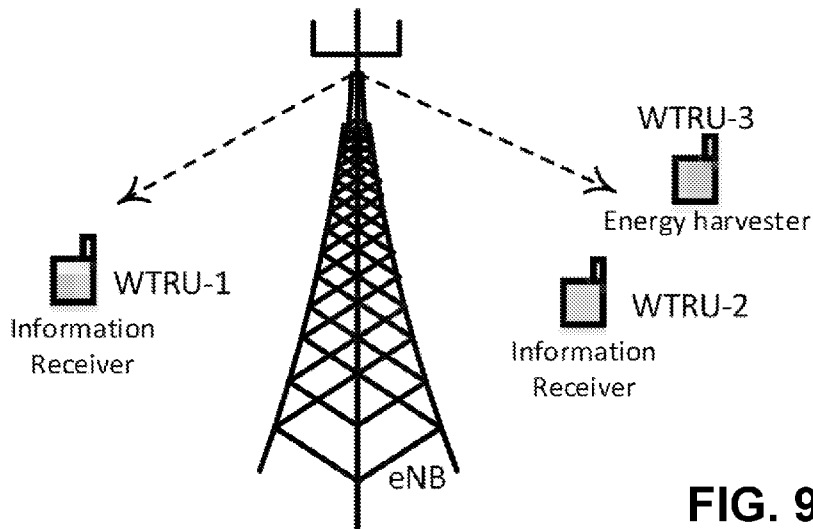 WTRU-3
Energy harvester
WTRU-1
Information
Receiver
WTRU-2
Information
Receiver
eNB
FIG. 9